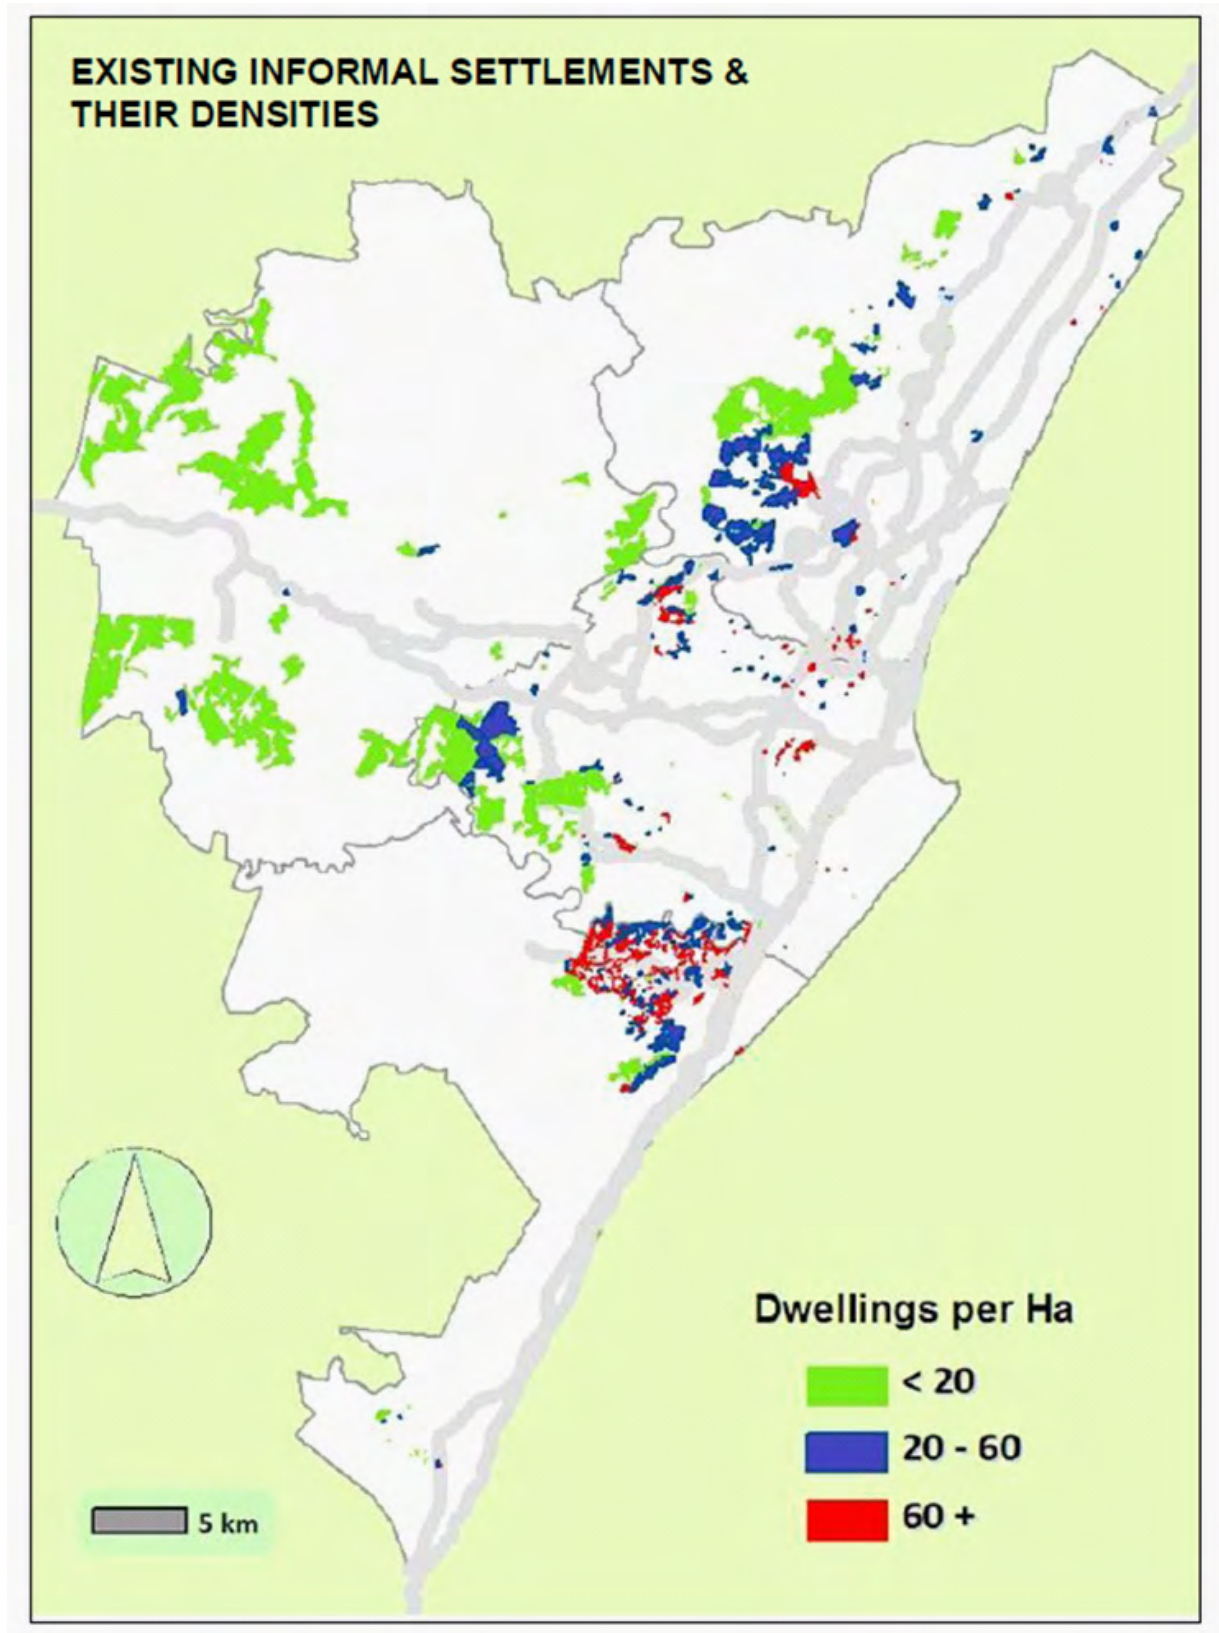 EXISTING INFORMAL SETTLEMENTS &
THEIR DENSITIES
Dwellings per Ha
< 20
20 - 60
60 +
5 km